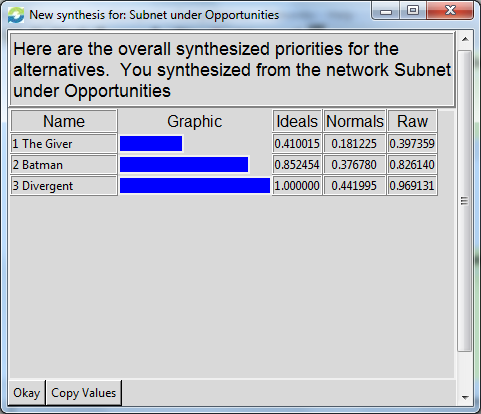 New synthesis for: Subnet under Opportunities
Here are the overall synthesized priorities for the
alternatives.  You synthesized from the network Subnet
under Opportunities
Name Graphic Ideals Normals Raw
1 The Giver 0.410015 0.181225 0.397359
2 Batman 0.852454 0.376780 0.826140
3 Divergent 1.000000 0.441995 0.969131
Okay Copy Values